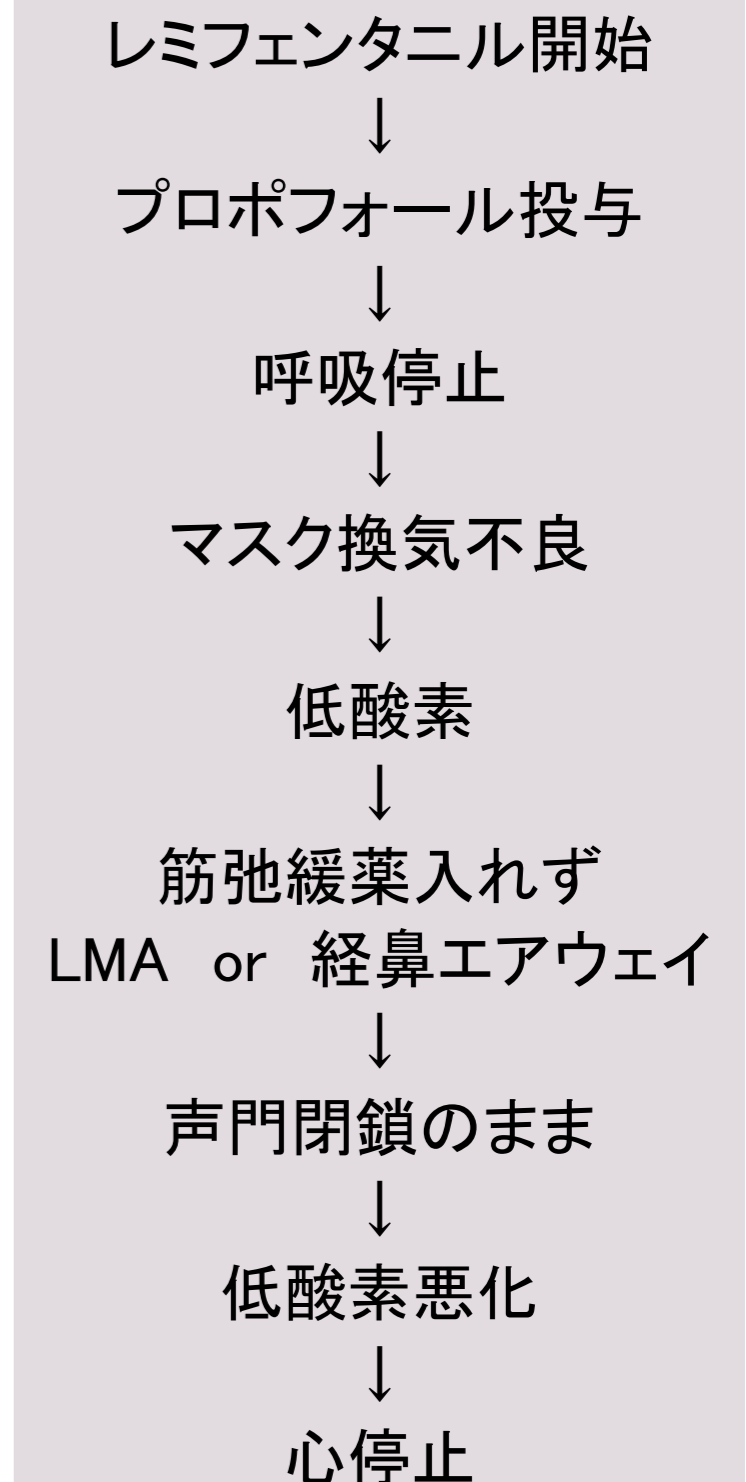 レミフェンタニル開始
↓
プロポフォール投与
↓
呼吸停止
↓
マスク換気不良
↓
低酸素
↓
筋弛緩薬入れず
LMA　or　経鼻エアウェイ
↓
声門閉鎖のまま
↓
低酸素悪化
↓
心停止